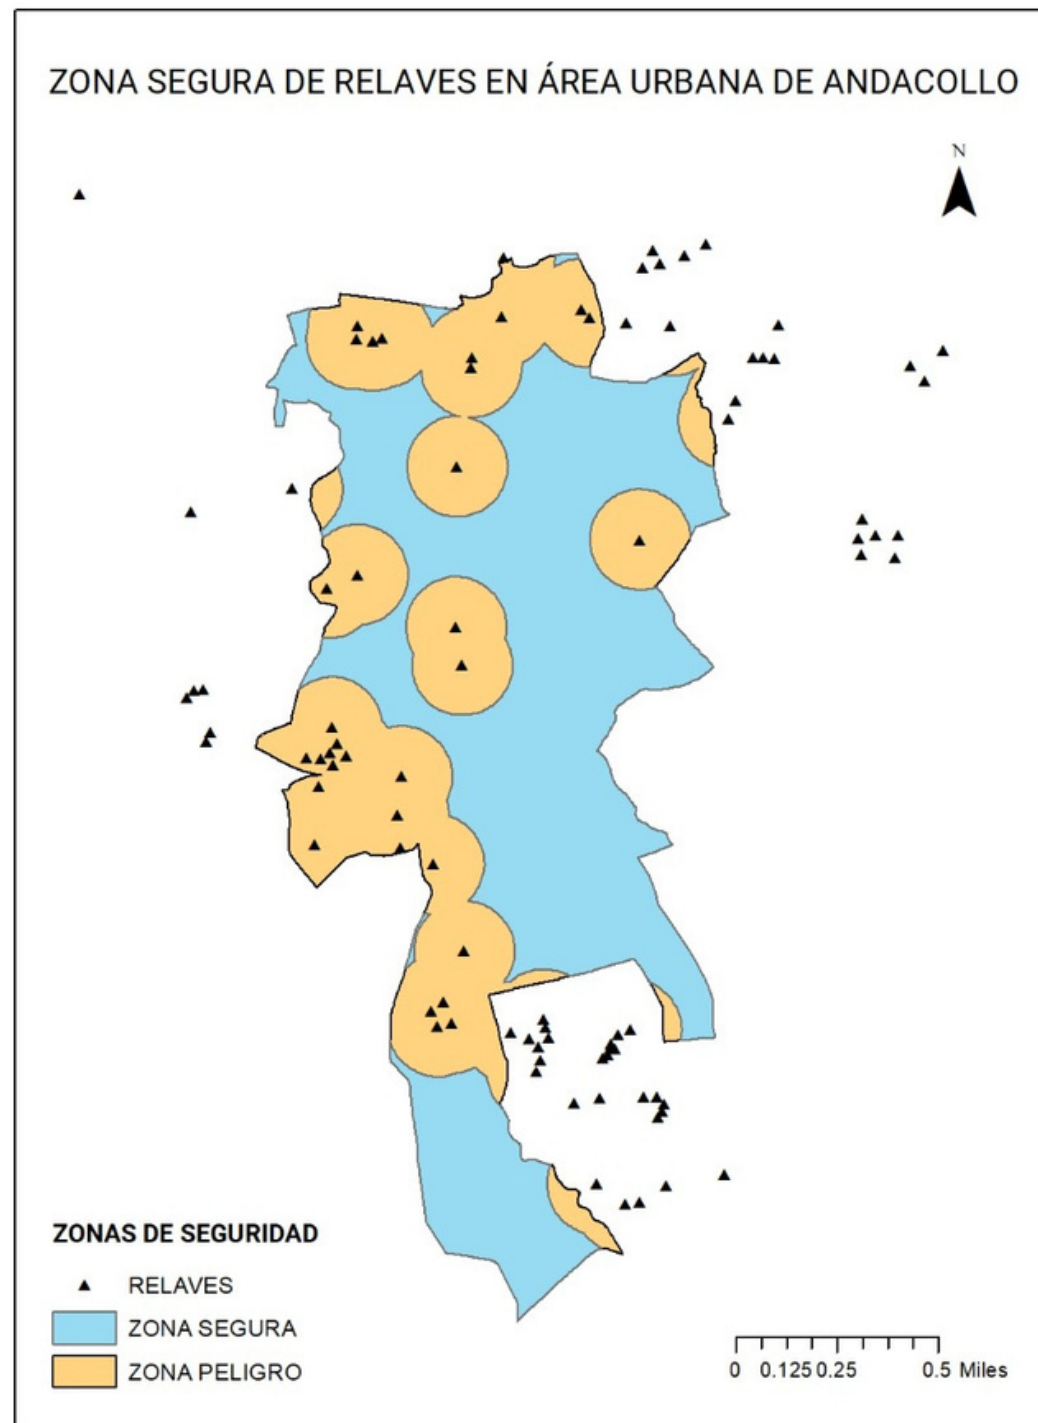 ZONA SEGURA DE RELAVES EN ÁREA URBANA DE ANDACOLLO
N
ZONAS DE SEGURIDAD
RELAVES
ZONA SEGURA
ZONA PELIGRO
0 0.125 0.25 0.5 Miles